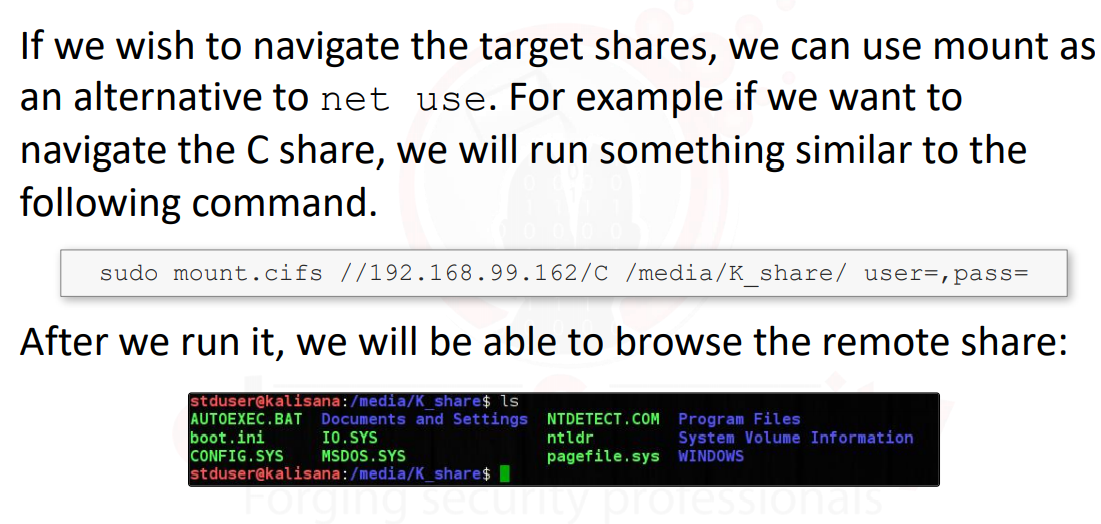 If we wish to navigate the target shares, we can use mount as
an alternative to net use. For example if we want to
navigate the C share, we will run something similar to the
following command.
sudo mount.cifs //192.168.99.162/C /media/K_share/ user=,pass=
After we run it, we will be able to browse the remote share:
stduser@kalisana:/media/K_share$ ls
AUTOEXEC.BAT Documents and Settings NTDETECT.COM Program Files
boot.ini IO.SYS ntldr System Volume Information
CONFIG.SYS MSDOS.SYS pagefile.sys WINDOWS
stduser@kalisana:/media/K_share$
Forging security professionals